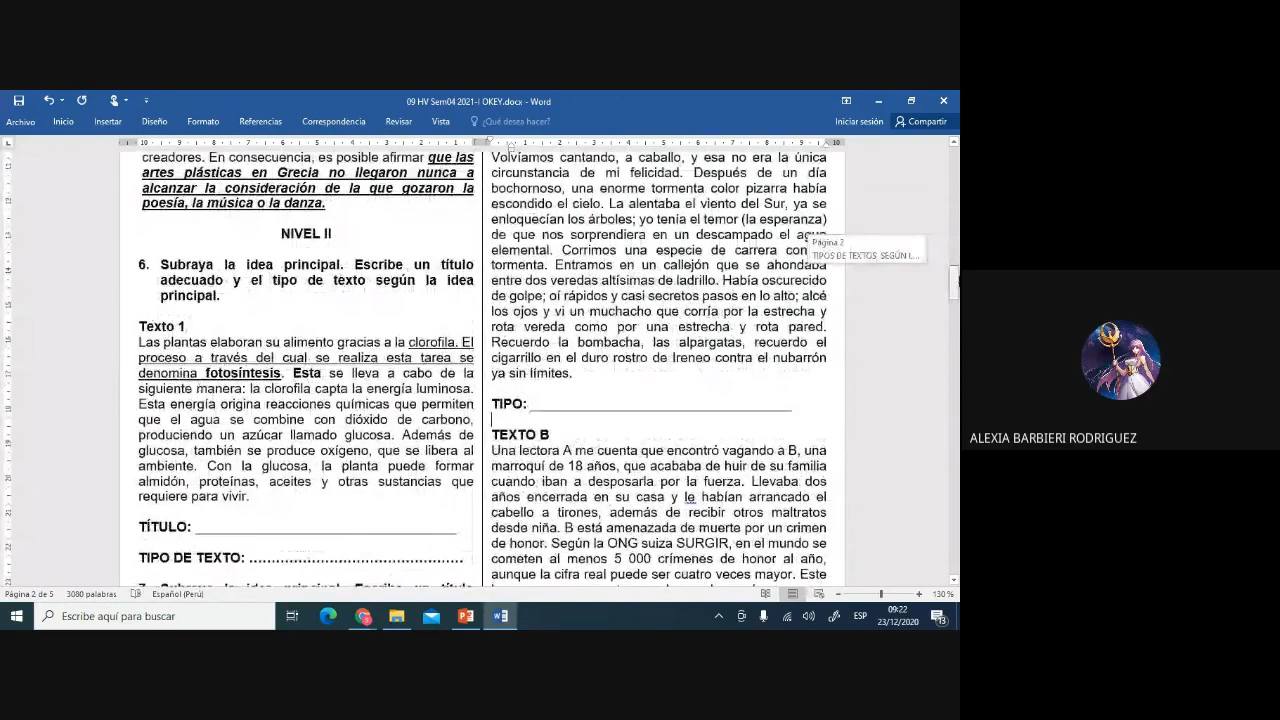 09 HV Sem04 2021-I OKEY.docx - Word
Archivo Inicio Insertar Diseño Formato Referencias Correspondencia Revisar Vista ¿Qué desea hacer? Iniciar sesión Compartir
creadores. En consecuencia, es posible afirmar que las
artes plásticas en Grecia no llegaron nunca a
alcanzar la consideración de la que gozaron la
poesía, la música o la danza.
NIVEL II
6. Subraya la idea principal. Escribe un título
adecuado y el tipo de texto según la idea
principal.
Texto 1
Las plantas elaboran su alimento gracias a la clorofila. El
proceso a través del cual se realiza esta tarea se
denomina fotosíntesis. Esta se lleva a cabo de la
siguiente manera: la clorofila capta la energía luminosa.
Esta energía origina reacciones químicas que permiten
que el agua se combine con dióxido de carbono,
produciendo un azúcar llamado glucosa. Además de
glucosa, también se produce oxígeno, que se libera al
ambiente. Con la glucosa, la planta puede formar
almidón, proteínas, aceites y otras sustancias que
requiere para vivir.
TÍTULO: ______________________________
TIPO DE TEXTO: ........................................
7. Subraya la idea principal. Escribe un título
Volvíamos cantando, a caballo, y esa no era la única
circunstancia de mi felicidad. Después de un día
bochornoso, una enorme tormenta color pizarra había
escondido el cielo. La alentaba el viento del Sur, ya se
enloquecían los árboles; yo tenía el temor (la esperanza)
de que nos sorprendiera en un descampado el agua
elemental. Corrimos una especie de carrera con
tormenta. Entramos en un callejón que se ahondaba
entre dos veredas altísimas de ladrillo. Había oscurecido
de golpe; oí rápidos y casi secretos pasos en lo alto; alcé
los ojos y vi un muchacho que corría por la estrecha y
rota vereda como por una estrecha y rota pared.
Recuerdo la bombacha, las alpargatas, recuerdo el
cigarrillo en el duro rostro de Ireneo contra el nubarrón
ya sin límites.
TIPO: ______________________________
TEXTO B
Una lectora A me cuenta que encontró vagando a B, una
marroquí de 18 años, que acababa de huir de su familia
cuando iban a desposarla por la fuerza. Llevaba dos
años encerrada en su casa y le habían arrancado el
cabello a tirones, además de recibir otros maltratos
desde niña. B está amenazada de muerte por un crimen
de honor. Según la ONG suiza SURGIR, en el mundo se
cometen al menos 5 000 crímenes de honor al año,
aunque la cifra real puede ser cuatro veces mayor. Este
Página 2
TIPOS DE TEXTOS, SEGÚN L...
ALEXIA BARBIERI RODRIGUEZ
Página 2 de 5 3080 palabras Español (Perú) 130 %
Escribe aquí para buscar
ESP
09:22
23/12/2020
13